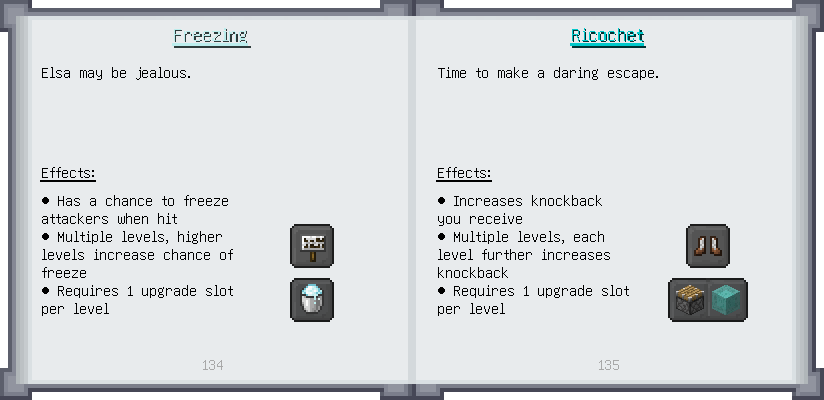 Freezing
Elsa may be jealous.
Effects:
• Has a chance to freeze
attackers when hit
• Multiple levels, higher
levels increase chance of
freeze
• Requires 1 upgrade slot
per level
134
Ricochet
Time to make a daring escape.
Effects:
• Increases knockback
you receive
• Multiple levels, each
level further increases
knockback
• Requires 1 upgrade slot
per level
135